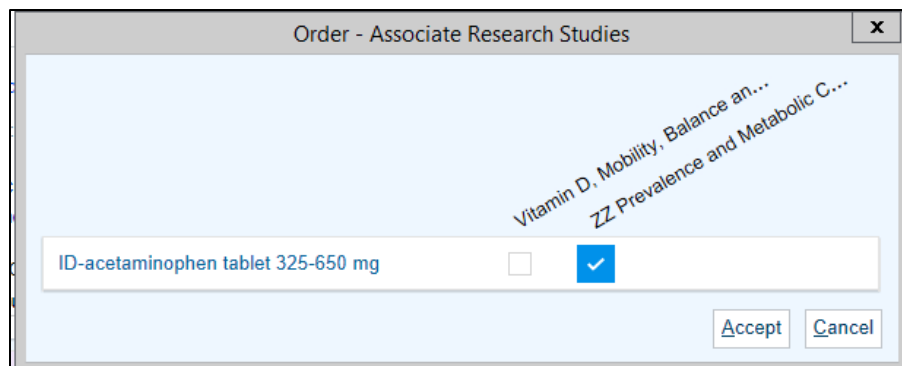 Order - Associate Research Studies
x
Vitamin D, Mobility, Balance an...
ZZ Prevalence and Metabolic C...
ID-acetaminophen tablet 325-650 mg
Accept
Cancel